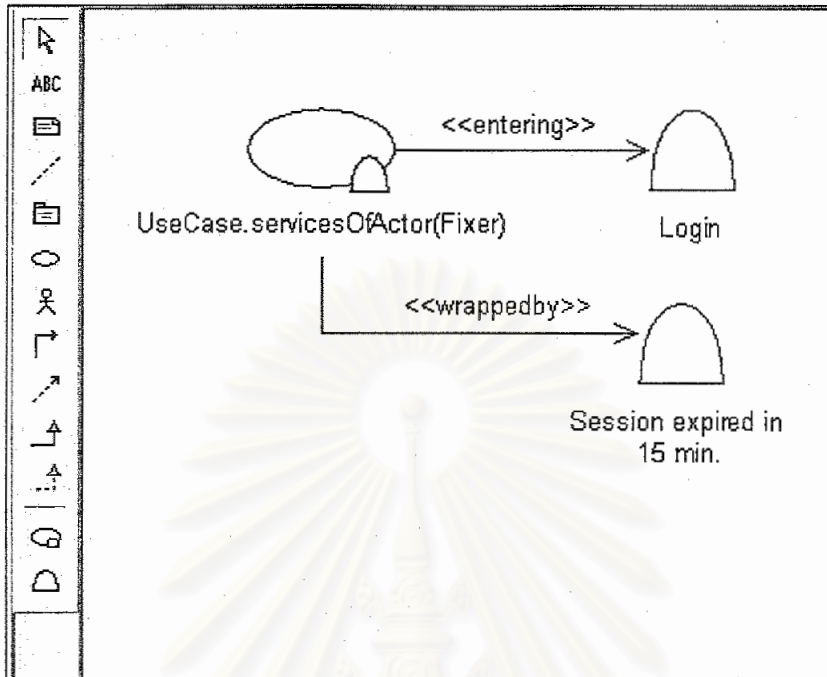 ABC
<<entering>>
UseCase.servicesOfActor(Fixer)
Login
<<wrappedby>>
Session expired in
15 min.